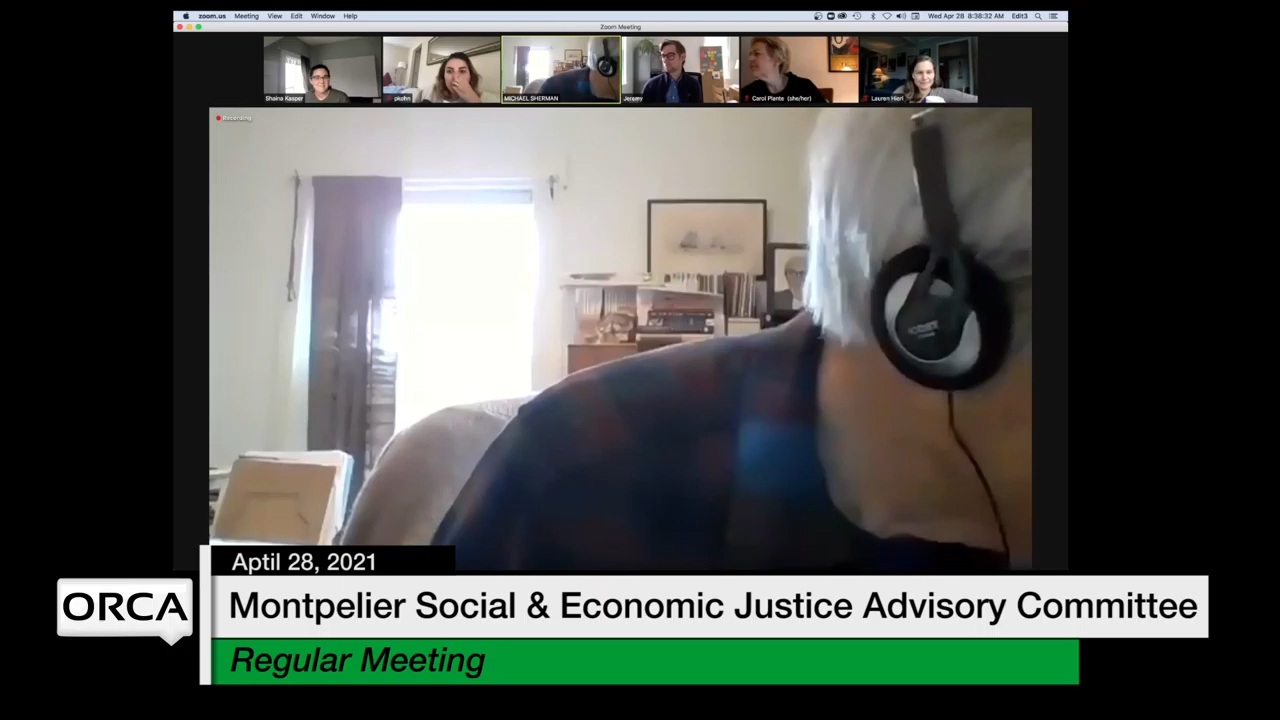 zoom.us Meeting View Edit Window Help Wed Apr 28 8:38:32 AM Edit3
Zoom Meeting
Shaina Kasper pkohn MICHAEL SHERMAN Jeremy Carol Plante (she/her) Lauren Hierl
Recording
Aptil 28, 2021
ORCA
Montpelier Social & Economic Justice Advisory Committee
Regular Meeting